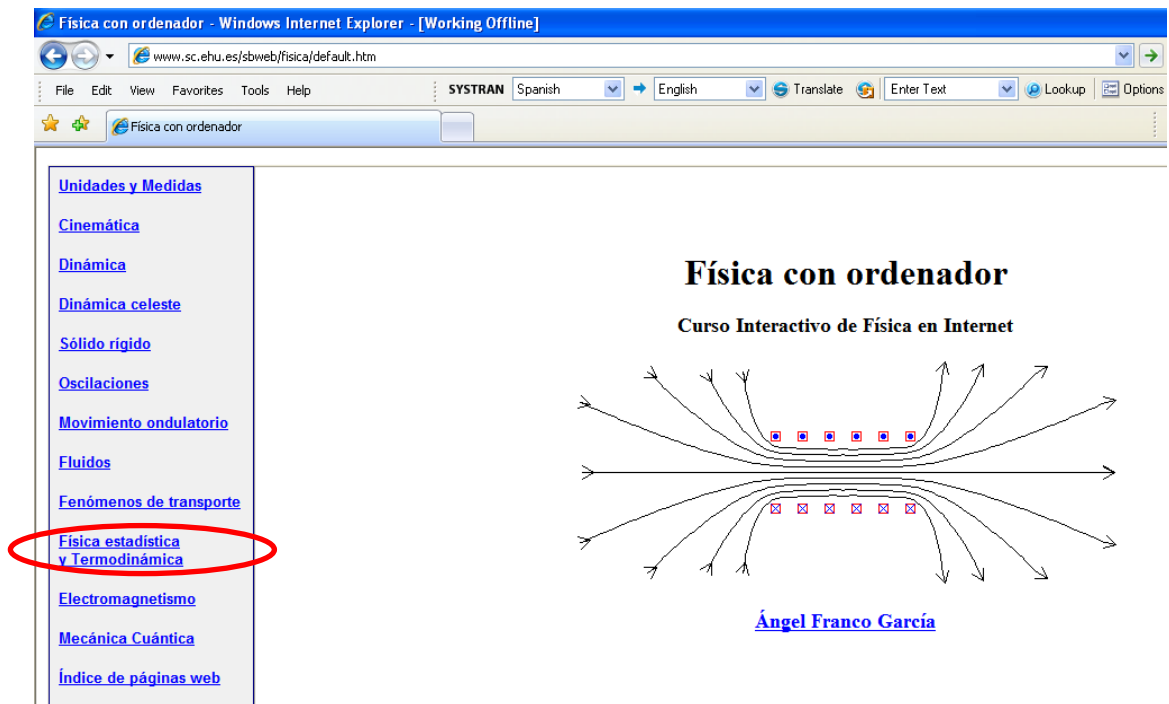 Física con ordenador - Windows Internet Explorer - [Working Offline]
www.sc.ehu.es/sbweb/fisica/default.htm
File Edit View Favorites Tools Help SYSTRAN Spanish English Translate Enter Text Lookup Options
Física con ordenador
Unidades y Medidas
Cinemática
Dinámica
Dinámica celeste
Sólido rígido
Oscilaciones
Movimiento ondulatorio
Fluidos
Fenómenos de transporte
Física estadística
y Termodinámica
Electromagnetismo
Mecánica Cuántica
Índice de páginas web
Física con ordenador
Curso Interactivo de Física en Internet
Ángel Franco García